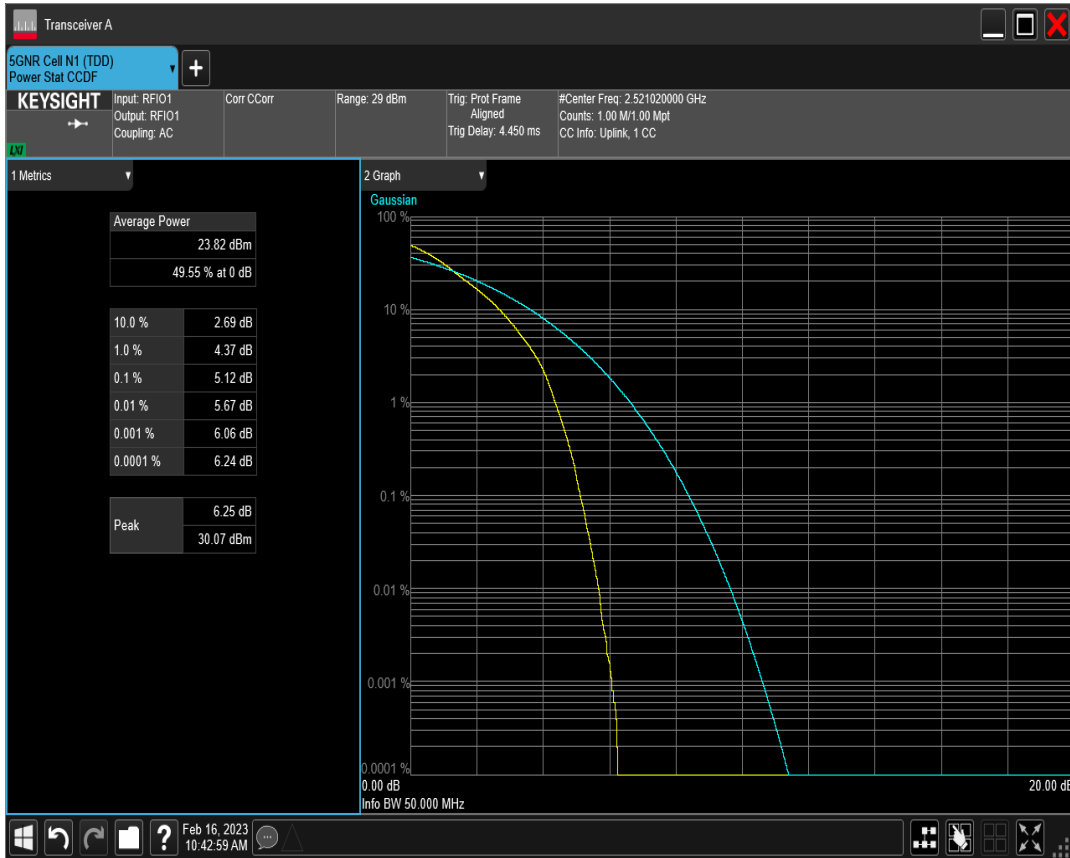 Transceiver A
5GNR Cell N1 (TDD)
Power Stat CCDF
KEYSIGHT
LXI
Input: RFIO1
Output: RFIO1
Coupling: AC
Corr CCorr
Range: 29 dBm
Trig: Prot Frame
Aligned
Trig Delay: 4.450 ms
#Center Freq: 2.521020000 GHz
Counts: 1.00 M/1.00 Mpt
CC Info: Uplink, 1 CC
1 Metrics
Average Power
23.82 dBm
49.55 % at 0 dB
10.0 % 2.69 dB
1.0 % 4.37 dB
0.1 % 5.12 dB
0.01 % 5.67 dB
0.001 % 6.06 dB
0.0001 % 6.24 dB
Peak
6.25 dB
30.07 dBm
2 Graph
Gaussian
100 %
10 %
1 %
0.1 %
0.01 %
0.001 %
0.0001 %
0.00 dB 20.00 dB
Info BW 50.000 MHz
Feb 16, 2023
10:42:59 AM